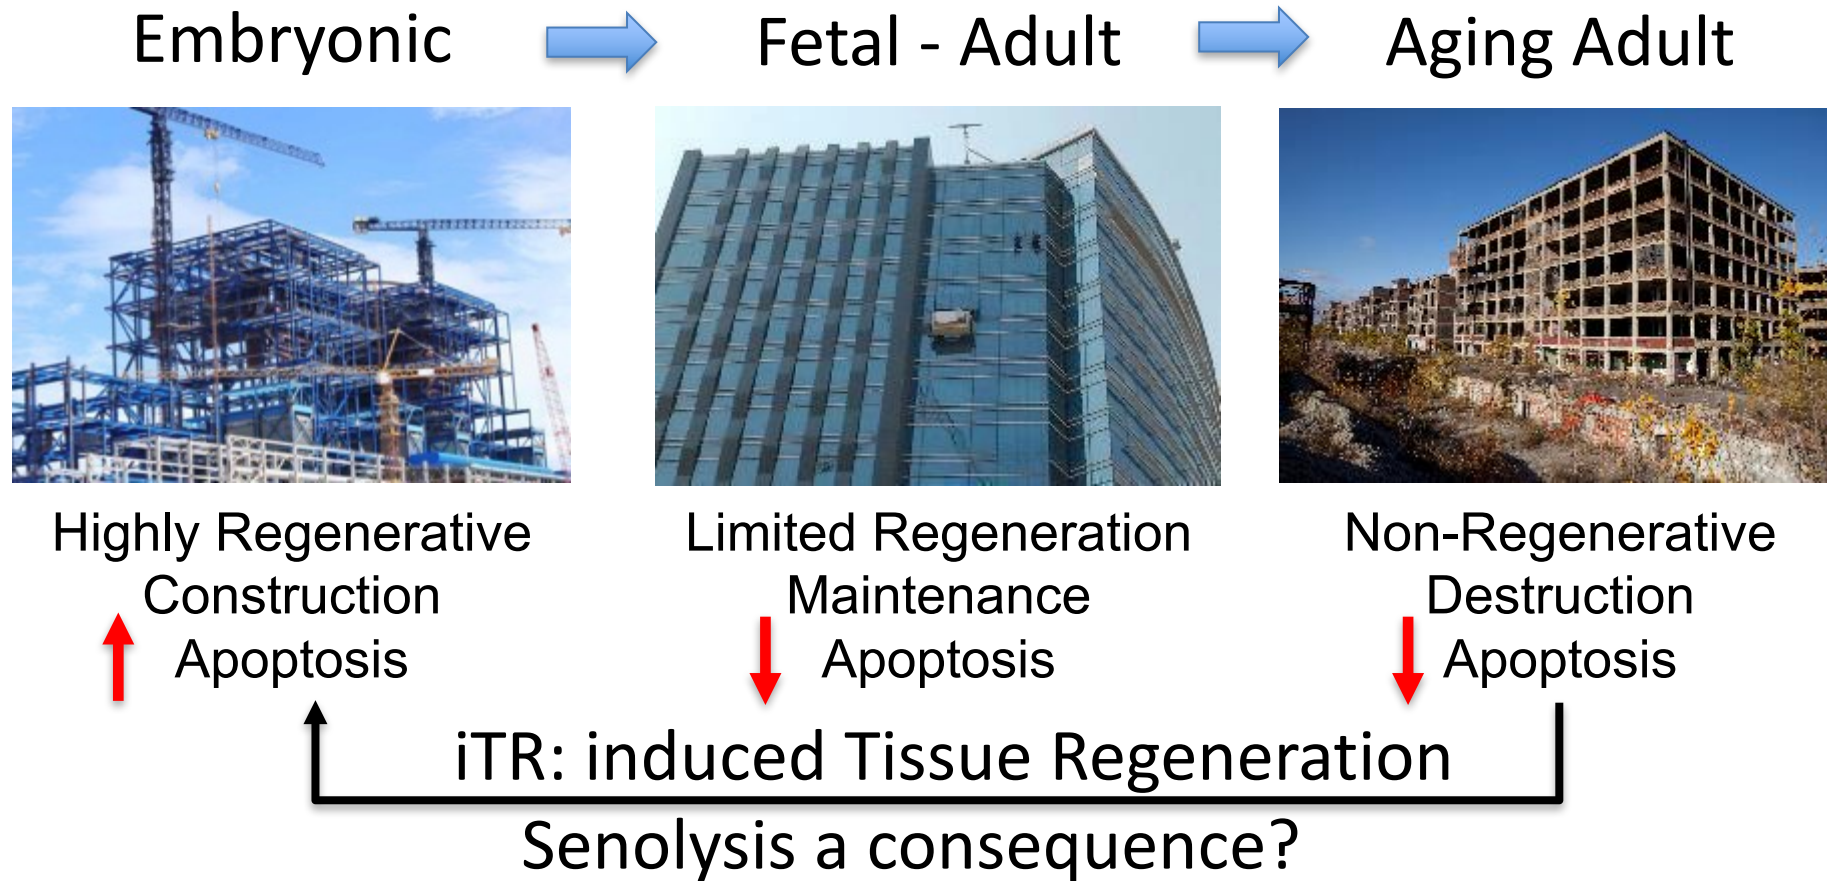 Embryonic
Fetal - Adult
Aging Adult
Highly Regenerative
Construction
Apoptosis
Limited Regeneration
Maintenance
Apoptosis
Non-Regenerative
Destruction
Apoptosis
iTR: induced Tissue Regeneration
Senolysis a consequence?